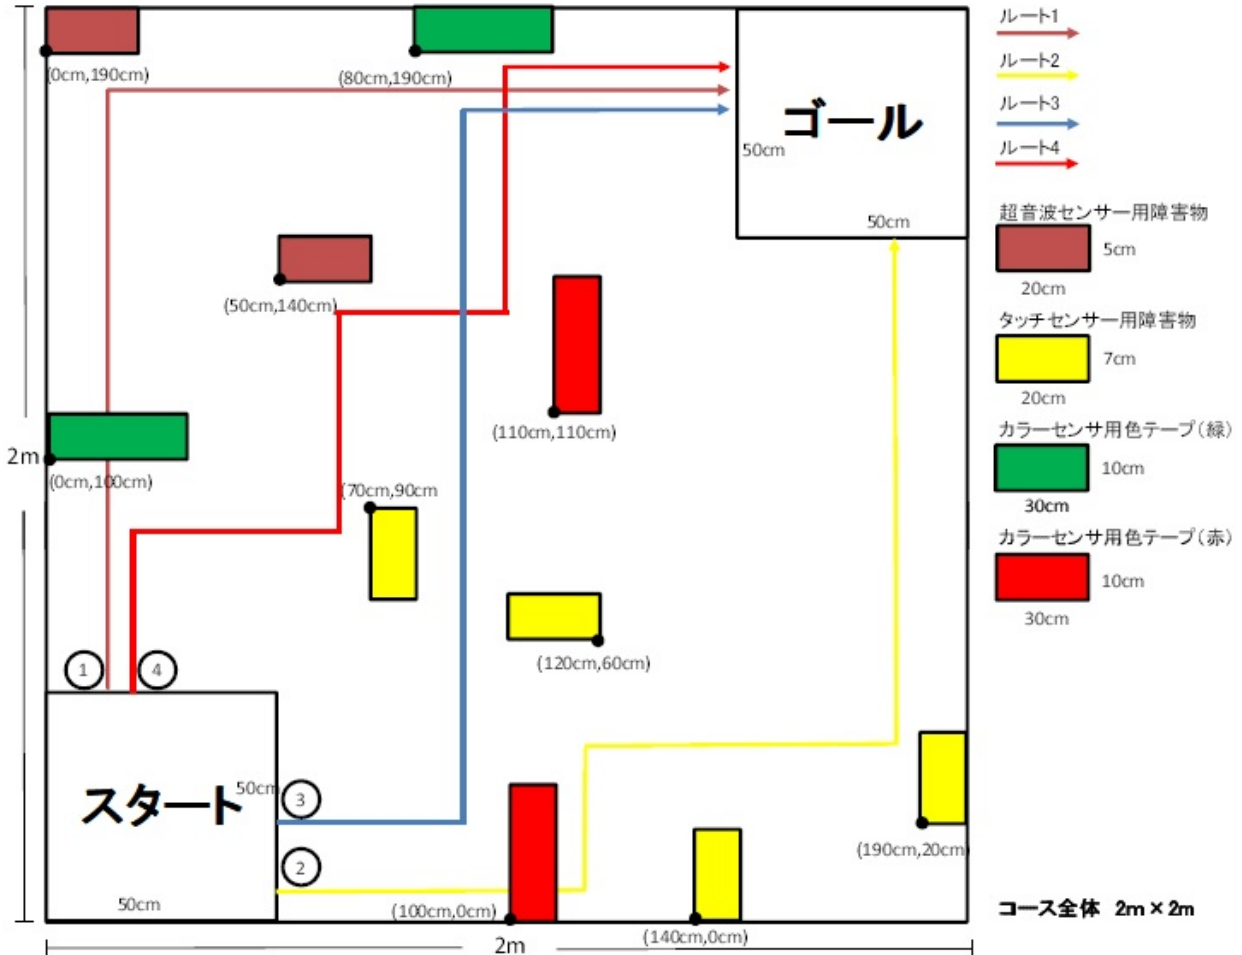 ルート1
ルート2
ルート3
ルート4
(0cm,190cm)
(80cm,190cm)
ゴール
50cm
50cm
超音波センサー用障害物
5cm
20cm
(50cm,140cm)
タッチセンサー用障害物
7cm
20cm
(110cm,110cm)
カラーセンサ用色テープ(緑)
10cm
30cm
2m
(0cm,100cm)
(70cm,90cm
カラーセンサ用色テープ(赤)
10cm
30cm
(120cm,60cm)
1
4
スタート
50cm
3
2
50cm
(190cm,20cm)
(100cm,0cm)
(140cm,0cm)
コース全体 2m×2m
2m